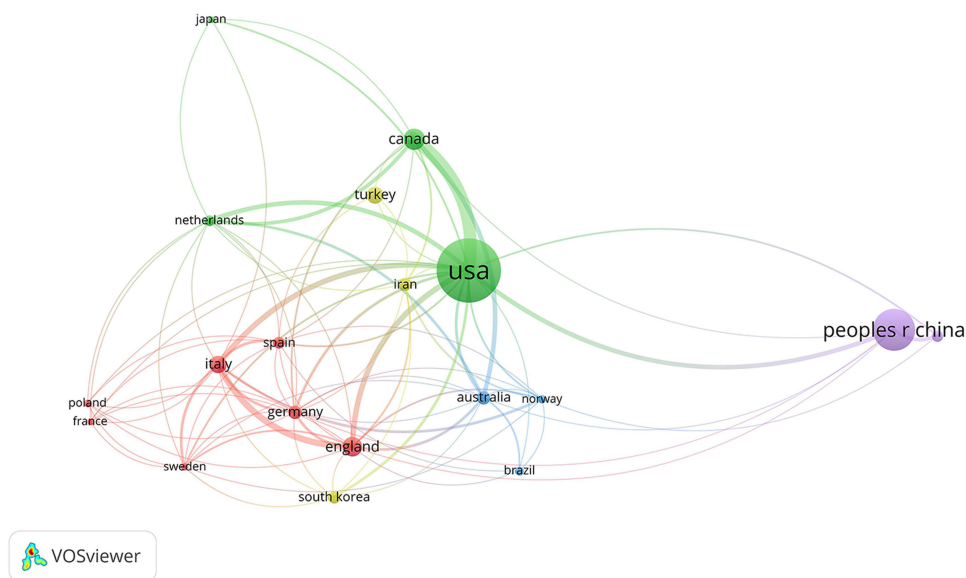 japan
canada
turkey
netherlands
usa
iran
peoples r china
spain
italy
australia
norway
poland
germany
france
england
sweden
brazil
south korea
VOSviewer